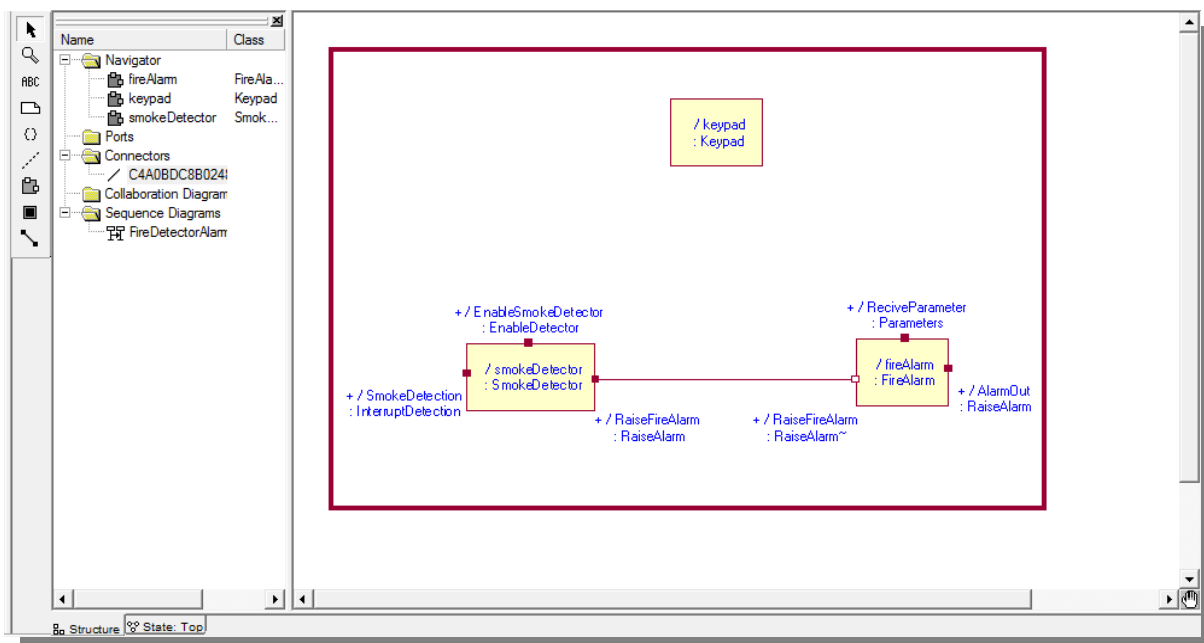 Name Class
Navigator
fireAlarm FireAla...
keypad Keypad
smokeDetector Smok...
Ports
Connectors
C4A0BDC8B024
Collaboration Diagram
Sequence Diagrams
FireDetectorAlarm
ABC
/ keypad
: Keypad
+ / EnableSmokeDetector
: EnableDetector
+ / ReciveParameter
: Parameters
/ smokeDetector
: SmokeDetector
/ fireAlarm
: FireAlarm
+ / SmokeDetection
: InterruptDetection
+ / AlarmOut
: RaiseAlarm
+ / RaiseFireAlarm
: RaiseAlarm
+ / RaiseFireAlarm
: RaiseAlarm~
Structure State: Top